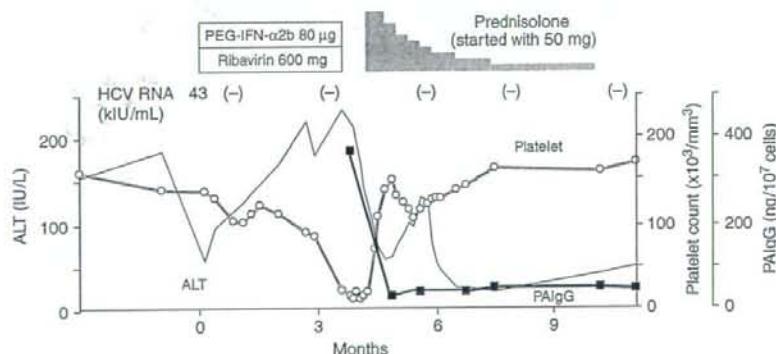 PEG-IFN-α2b 80 μg
Ribavirin 600 mg
Prednisolone
(started with 50 mg)
HCV RNA 43 (–) (–) (–) (–) (–)
(kIU/mL)
200
100
0
ALT (IU/L)
ALT
Platelet
PAIgG
200
100
0
Platelet count (x10³/mm³)
400
200
0
PAIgG (ng/10⁷ cells)
0 3 6 9
Months